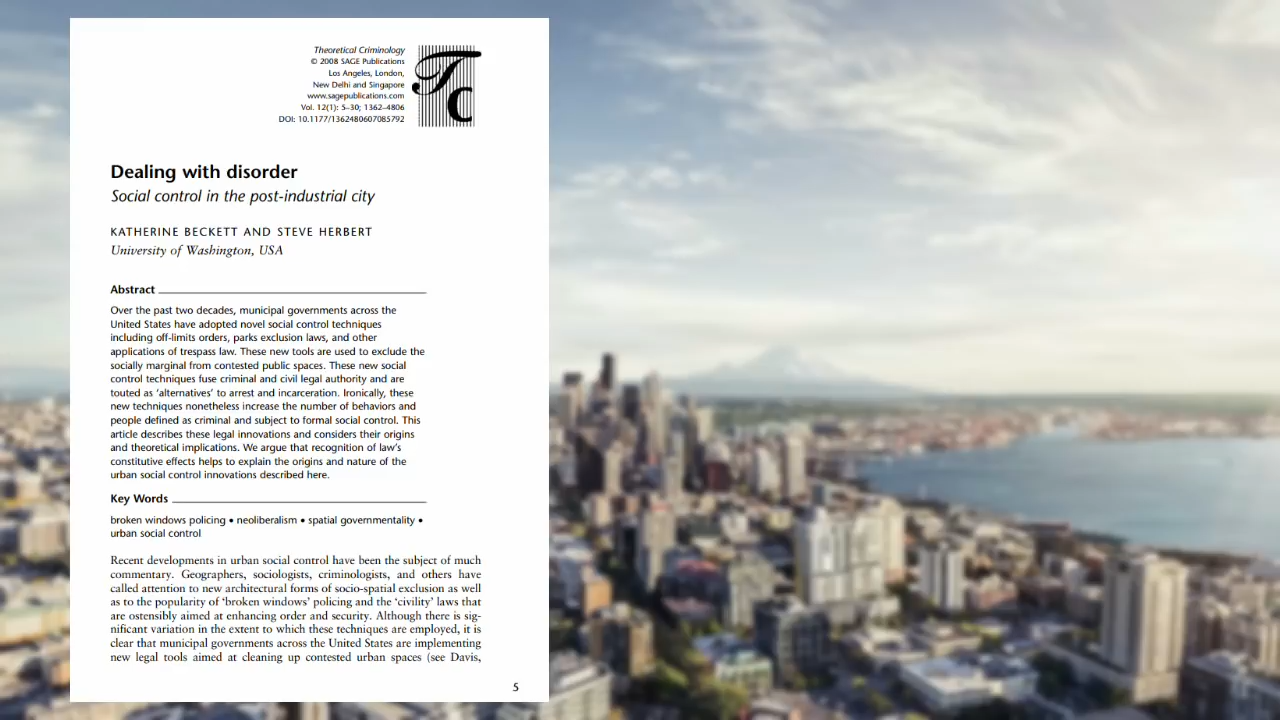 Theoretical Criminology
© 2008 SAGE Publications
Los Angeles, London,
New Delhi and Singapore
www.sagepublications.com
Vol. 12(1): 5–30; 1362–4806
DOI: 10.1177/1362480607085792
TC
Dealing with disorder
Social control in the post-industrial city
KATHERINE BECKETT AND STEVE HERBERT
University of Washington, USA
Abstract
Over the past two decades, municipal governments across the
United States have adopted novel social control techniques
including off-limits orders, parks exclusion laws, and other
applications of trespass law. These new tools are used to exclude the
socially marginal from contested public spaces. These new social
control techniques fuse criminal and civil legal authority and are
touted as ‘alternatives’ to arrest and incarceration. Ironically, these
new techniques nonetheless increase the number of behaviors and
people defined as criminal and subject to formal social control. This
article describes these legal innovations and considers their origins
and theoretical implications. We argue that recognition of law’s
constitutive effects helps to explain the origins and nature of the
urban social control innovations described here.
Key Words
broken windows policing • neoliberalism • spatial governmentality •
urban social control
Recent developments in urban social control have been the subject of much
commentary. Geographers, sociologists, criminologists, and others have
called attention to new architectural forms of socio-spatial exclusion as well
as to the popularity of ‘broken windows’ policing and the ‘civility’ laws that
are ostensibly aimed at enhancing order and security. Although there is sig-
nificant variation in the extent to which these techniques are employed, it is
clear that municipal governments across the United States are implementing
new legal tools aimed at cleaning up contested urban spaces (see Davis,
5